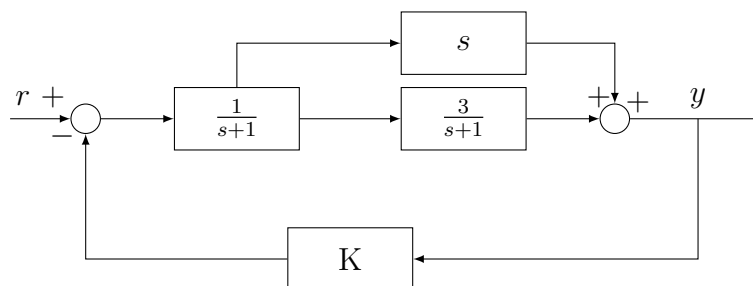 s
r + 1/(s+1) 3/(s+1) + + y
−
K